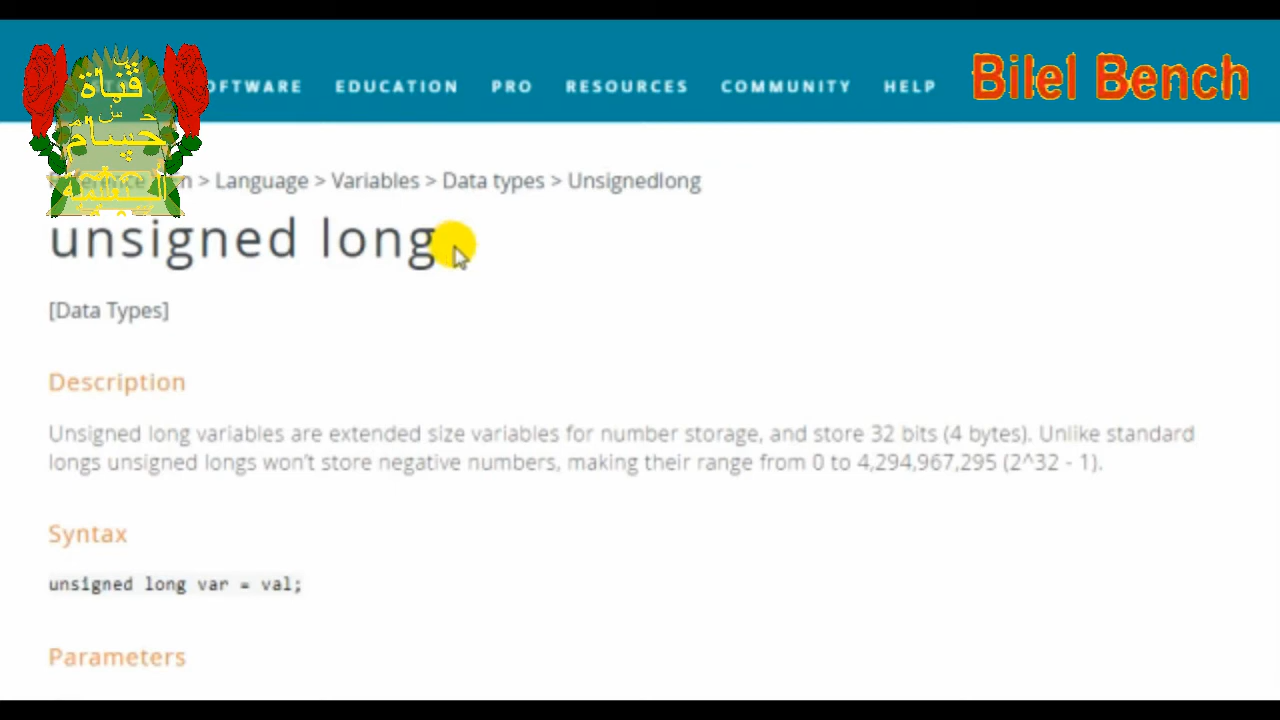 قناة
حسام
التعليمية
OFTWARE EDUCATION PRO RESOURCES COMMUNITY HELP
Bilel Bench
> Language > Variables > Data types > Unsignedlong
unsigned long
[Data Types]
Description
Unsigned long variables are extended size variables for number storage, and store 32 bits (4 bytes). Unlike standard
longs unsigned longs won't store negative numbers, making their range from 0 to 4,294,967,295 (2^32 - 1).
Syntax
unsigned long var = val;
Parameters